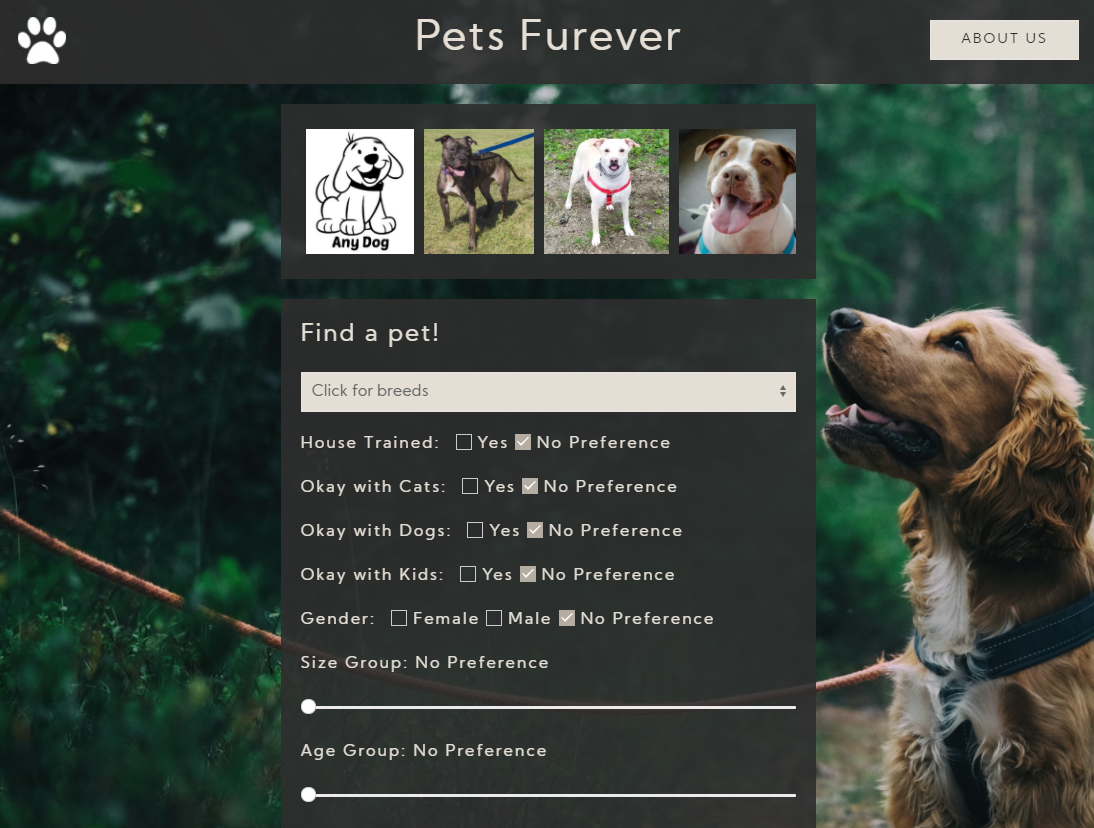 Pets Furever
ABOUT US
Any Dog
Find a pet!
Click for breeds
House Trained: Yes No Preference
Okay with Cats: Yes No Preference
Okay with Dogs: Yes No Preference
Okay with Kids: Yes No Preference
Gender: Female Male No Preference
Size Group: No Preference
Age Group: No Preference